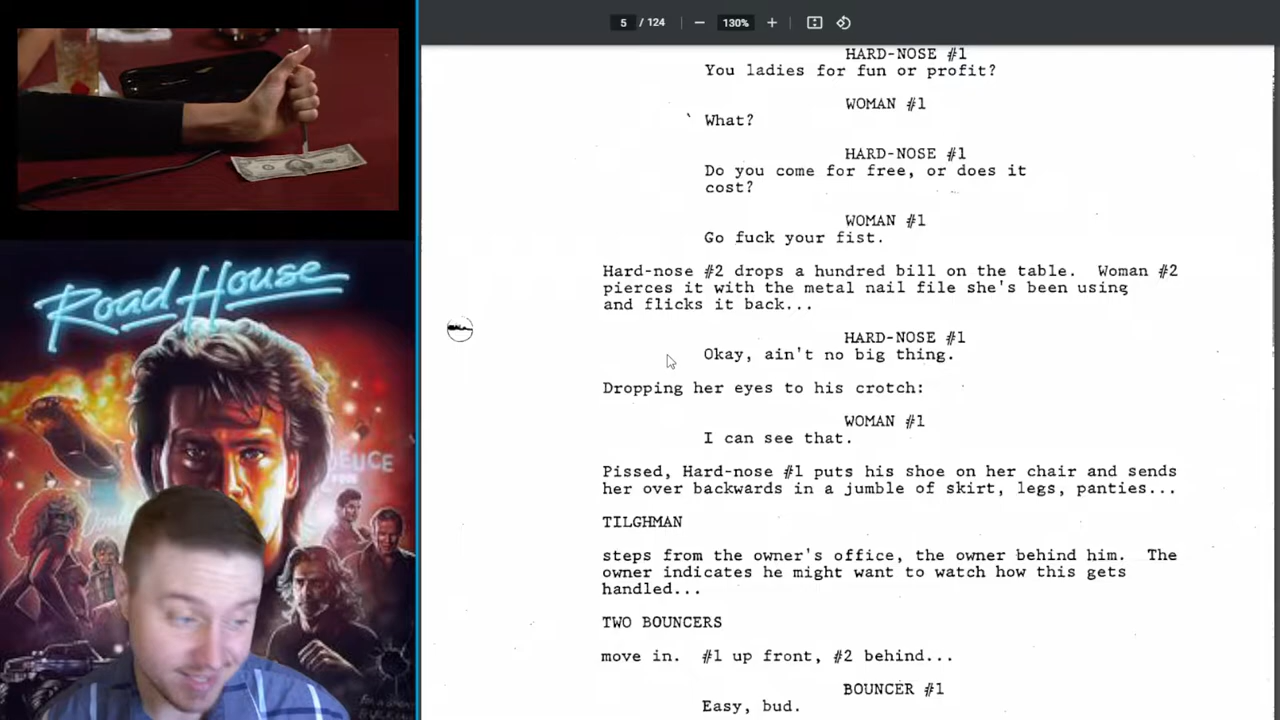 5 / 124
130%
HARD-NOSE #1
You ladies for fun or profit?
WOMAN #1
` What?
HARD-NOSE #1
Do you come for free, or does it
cost?
WOMAN #1
Go fuck your fist.
Hard-nose #2 drops a hundred bill on the table. Woman #2
pierces it with the metal nail file she's been using
and flicks it back...
HARD-NOSE #1
Okay, ain't no big thing.
Dropping her eyes to his crotch:
WOMAN #1
I can see that.
Pissed, Hard-nose #1 puts his shoe on her chair and sends
her over backwards in a jumble of skirt, legs, panties...
TILGHMAN
steps from the owner's office, the owner behind him. The
owner indicates he might want to watch how this gets
handled...
TWO BOUNCERS
move in. #1 up front, #2 behind...
BOUNCER #1
Easy, bud.
Road House
DEUCE